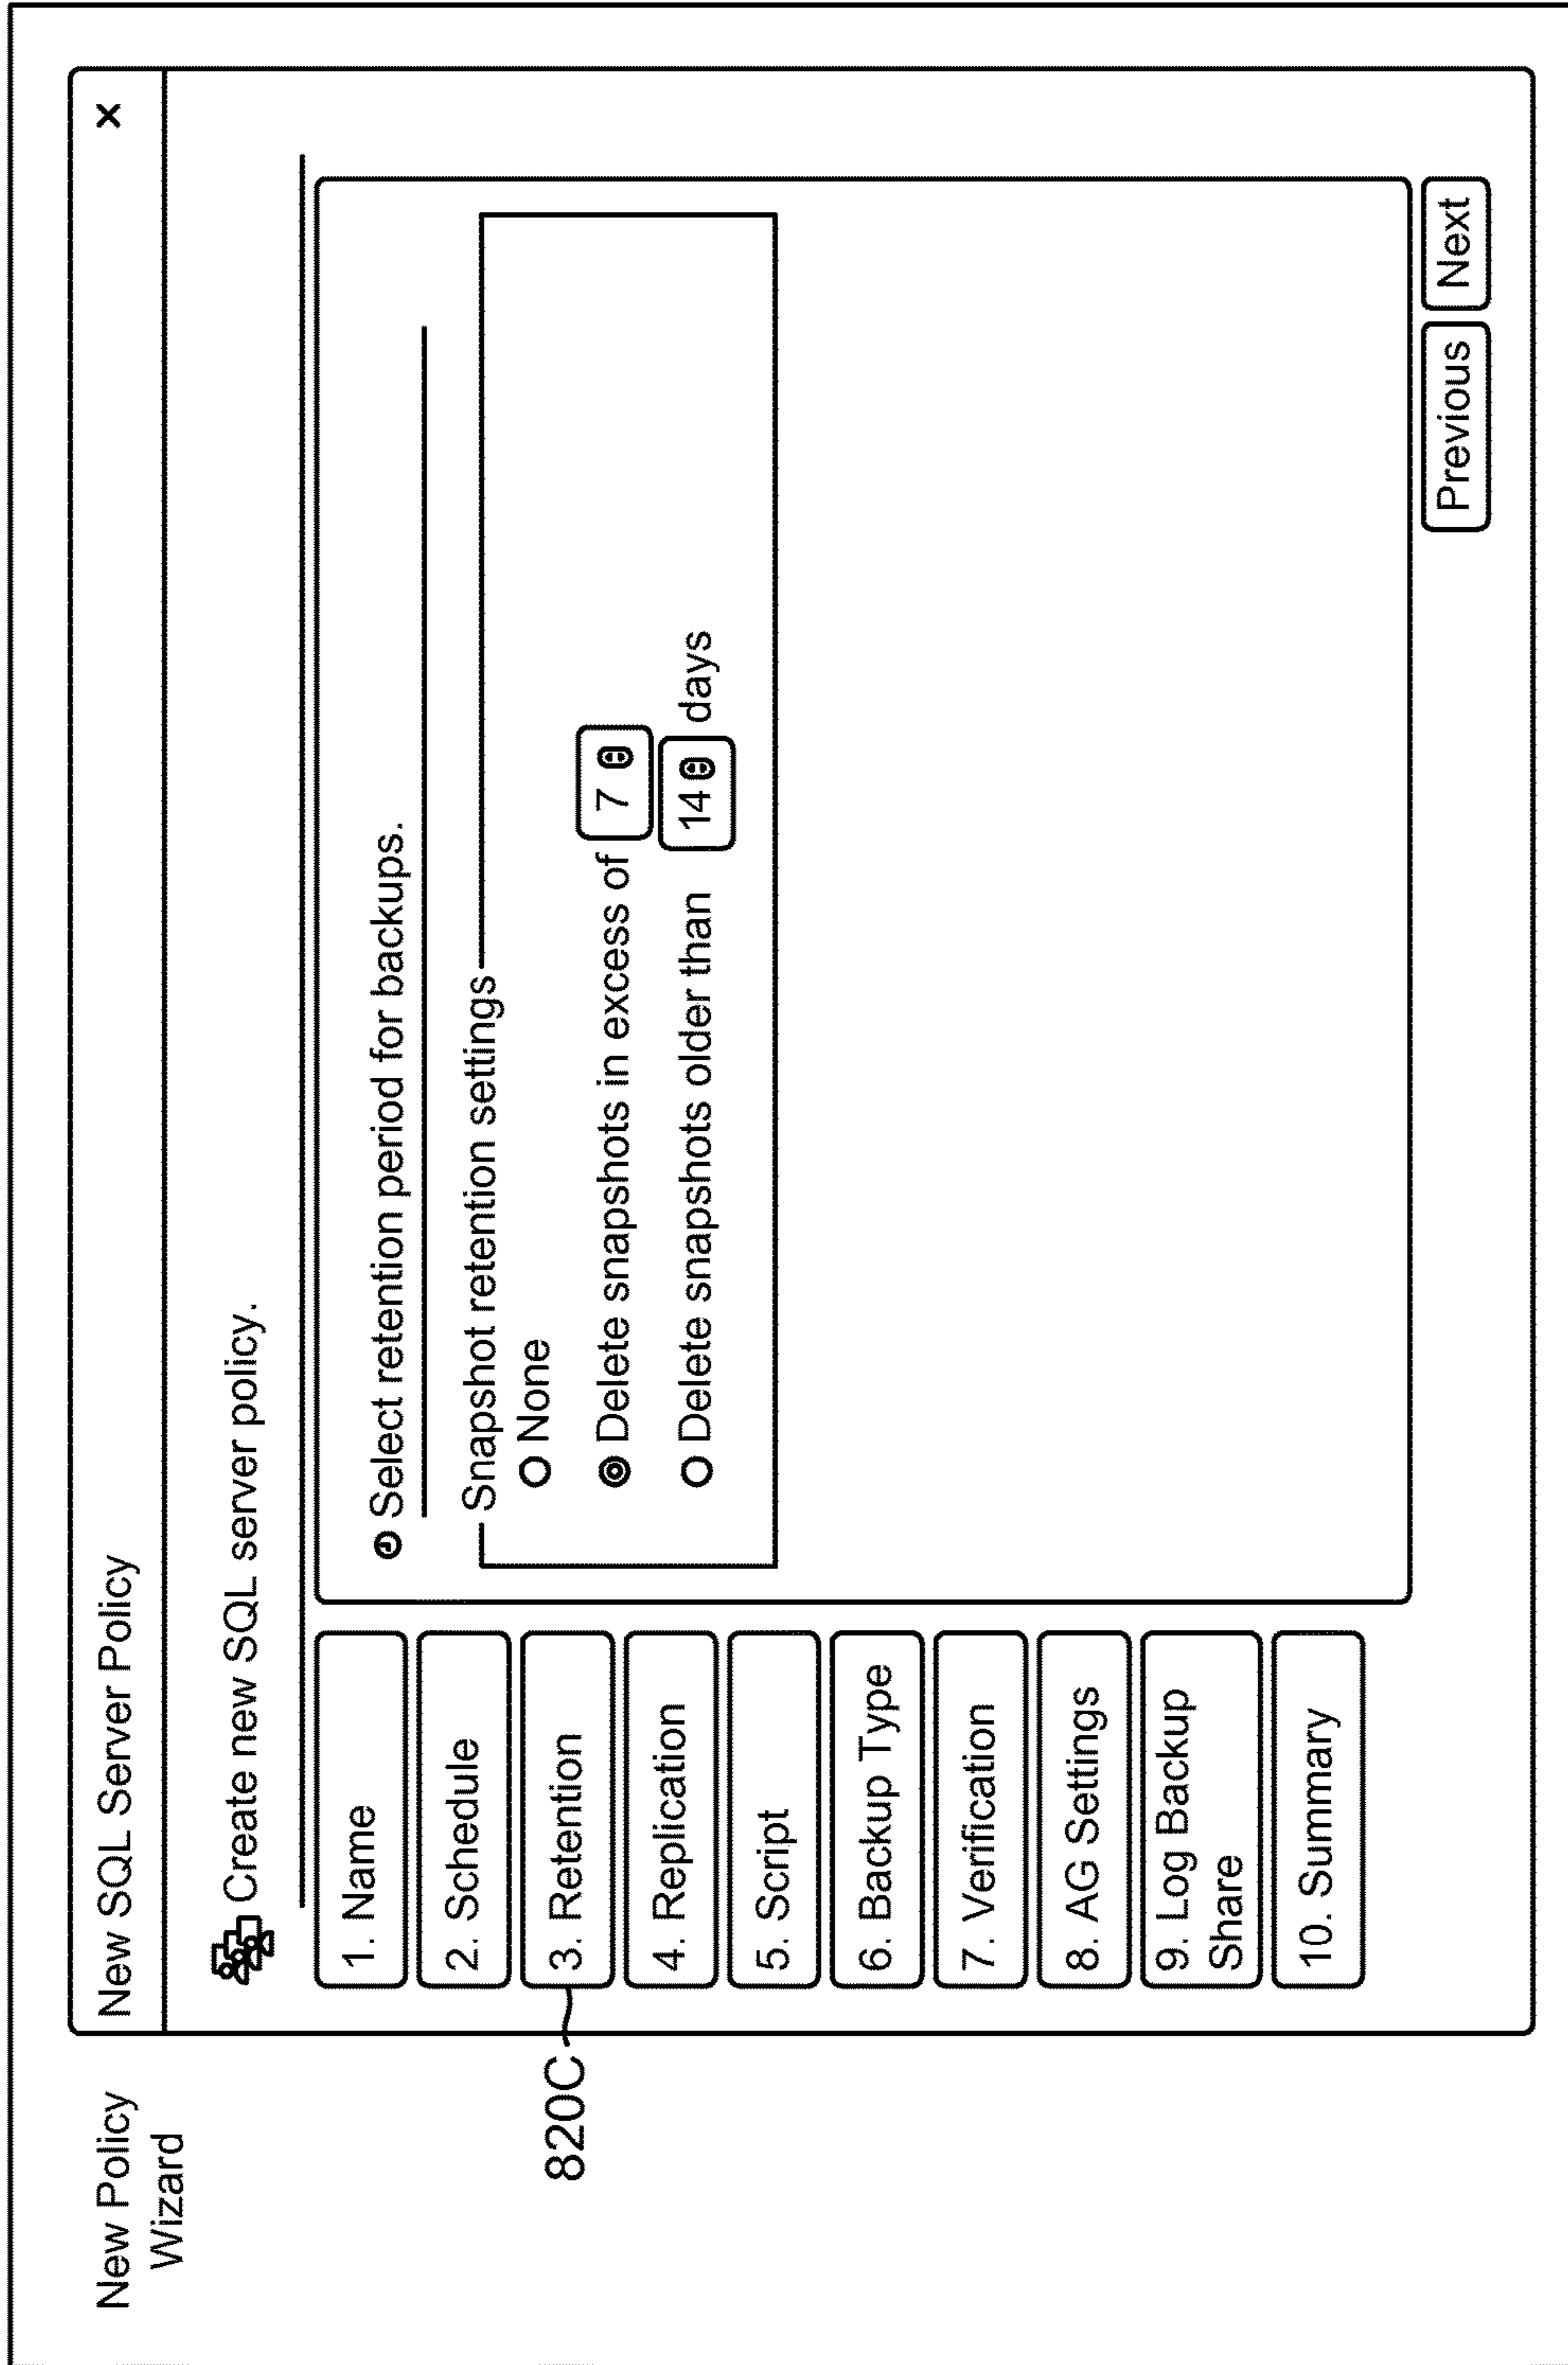 New Policy
Wizard
New SQL Server Policy
×
Create new SQL server policy.
1. Name
2. Schedule
3. Retention
4. Replication
5. Script
6. Backup Type
7. Verification
8. AG Settings
9. Log Backup
Share
10. Summary
820C
Select retention period for backups.
Snapshot retention settings
None
Delete snapshots in excess of 7
Delete snapshots older than 14 days
Previous Next